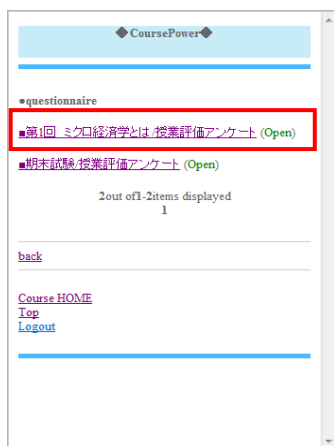 ◆CoursePower◆
●questionnaire
■第1回 ミクロ経済学とは/授業評価アンケート (Open)
■期末試験/授業評価アンケート (Open)
2out of1-2items displayed
1
back
Course HOME
Top
Logout